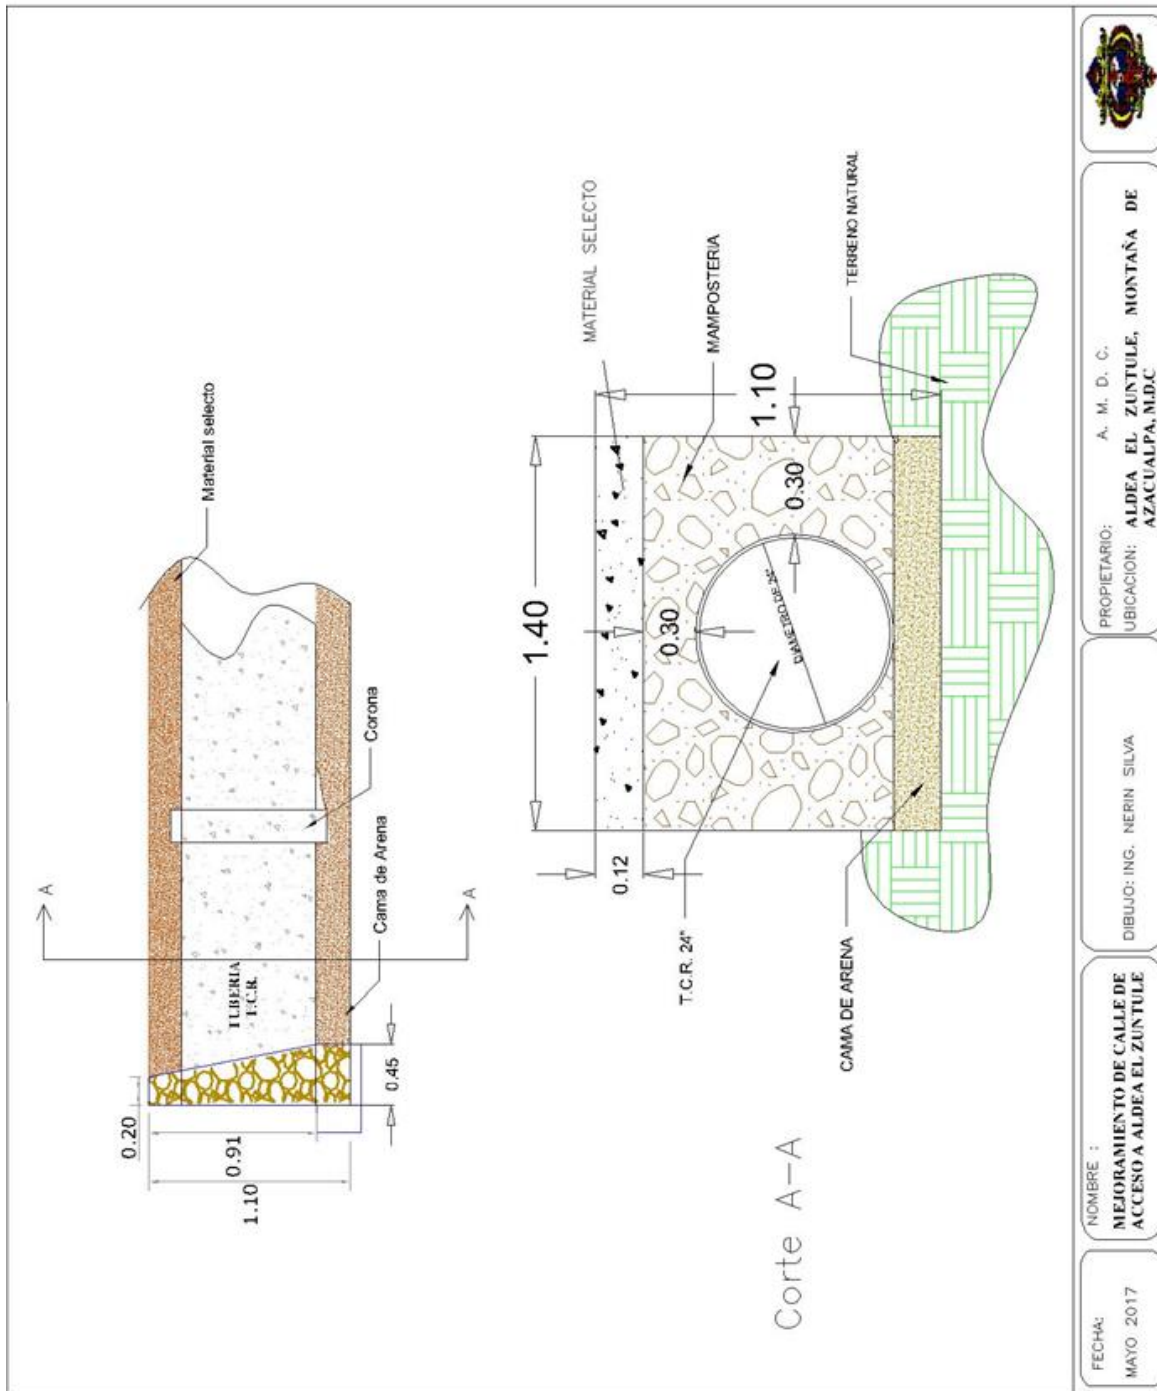 0.20
0.91
1.10
TUBERIA
T.C.R.
0.45
A
A
Cama de Arena
Corona
Material selecto
Corte A-A
1.40
0.12
0.30
0.30
1.10
DIAMETRO DE 24"
T.C.R. 24"
CAMA DE ARENA
MATERIAL SELECTO
MAMPOSTERIA
TERRENO NATURAL
FECHA:
MAYO 2017
NOMBRE :
MEJORAMIENTO DE CALLE DE
ACCESO A ALDEA EL ZUNTULE
DIBUJO: ING. NERIN SILVA
PROPIETARIO: A. M. D. C.
UBICACION: ALDEA EL ZUNTULE, MONTAÑA DE
AZACUALPA, M.D.C